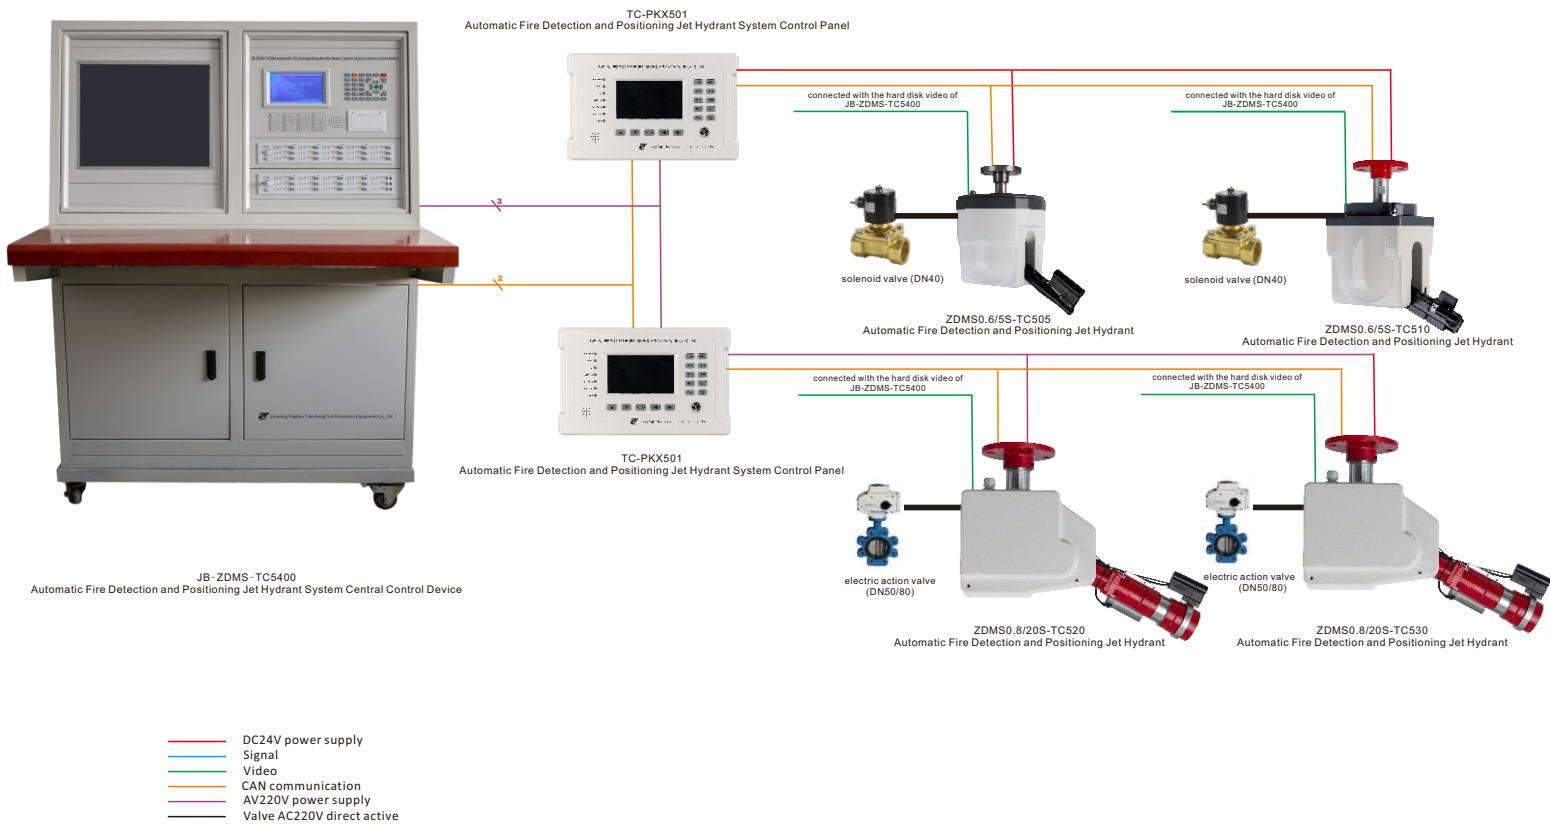 TC-PKX501
Automatic Fire Detection and Positioning Jet Hydrant System Control Panel
connected with the hard disk video of
JB-ZDMS-TC5400
connected with the hard disk video of
JB-ZDMS-TC5400
3
solenoid valve (DN40)
solenoid valve (DN40)
2
ZDMS0.6/5S-TC505
Automatic Fire Detection and Positioning Jet Hydrant
ZDMS0.6/5S-TC510
Automatic Fire Detection and Positioning Jet Hydrant
connected with the hard disk video of
JB-ZDMS-TC5400
connected with the hard disk video of
JB-ZDMS-TC5400
TC-PKX501
Automatic Fire Detection and Positioning Jet Hydrant System Control Panel
JB-ZDMS-TC5400
Automatic Fire Detection and Positioning Jet Hydrant System Central Control Device
electric action valve
(DN50/80)
electric action valve
(DN50/80)
ZDMS0.8/20S-TC520
Automatic Fire Detection and Positioning Jet Hydrant
ZDMS0.8/20S-TC530
Automatic Fire Detection and Positioning Jet Hydrant
DC24V power supply
Signal
Video
CAN communication
AV220V power supply
Valve AC220V direct active